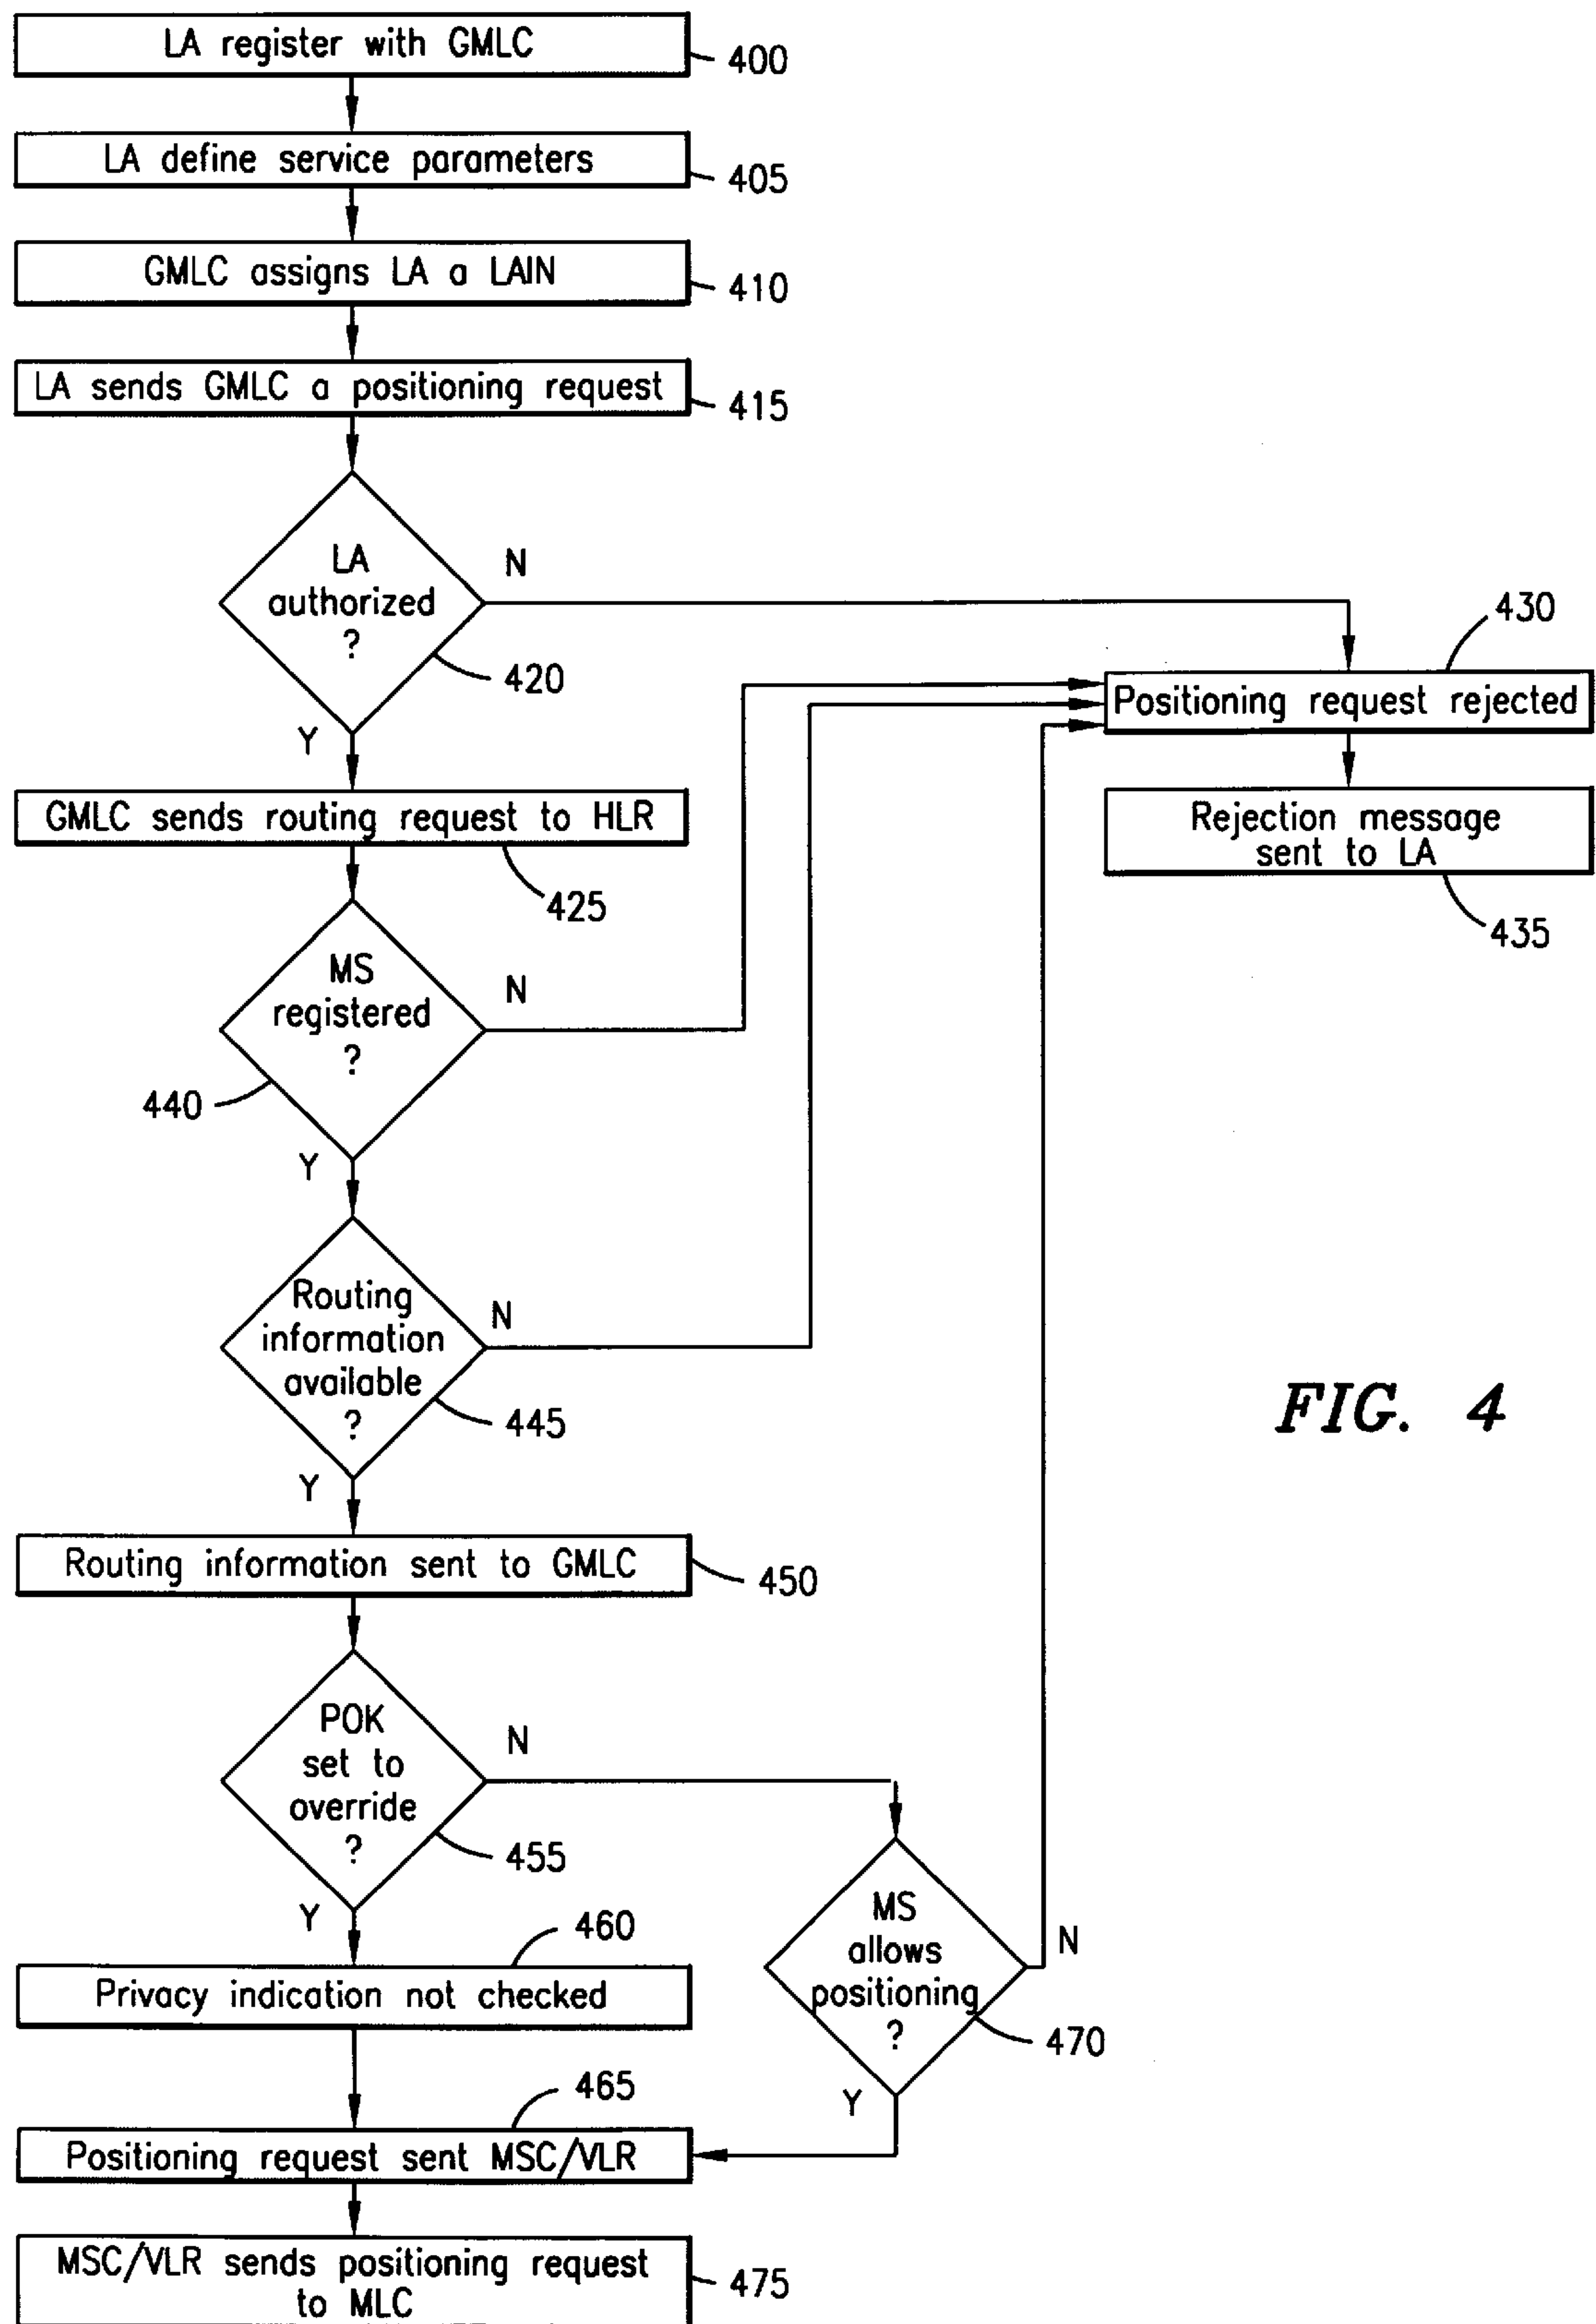 LA register with GMLC
400
LA define service parameters
405
GMLC assigns LA a LAIN
410
LA sends GMLC a positioning request
415
LA
authorized
?
N
420
Y
430
Positioning request rejected
Rejection message
sent to LA
435
GMLC sends routing request to HLR
425
MS
registered
?
N
440
Y
Routing
information
available
?
N
445
Y
FIG. 4
Routing information sent to GMLC
450
POK
set to
override
?
N
455
Y
MS
allows
positioning
?
N
470
Y
460
Privacy indication not checked
465
Positioning request sent MSC/VLR
MSC/VLR sends positioning request
to MLC
475